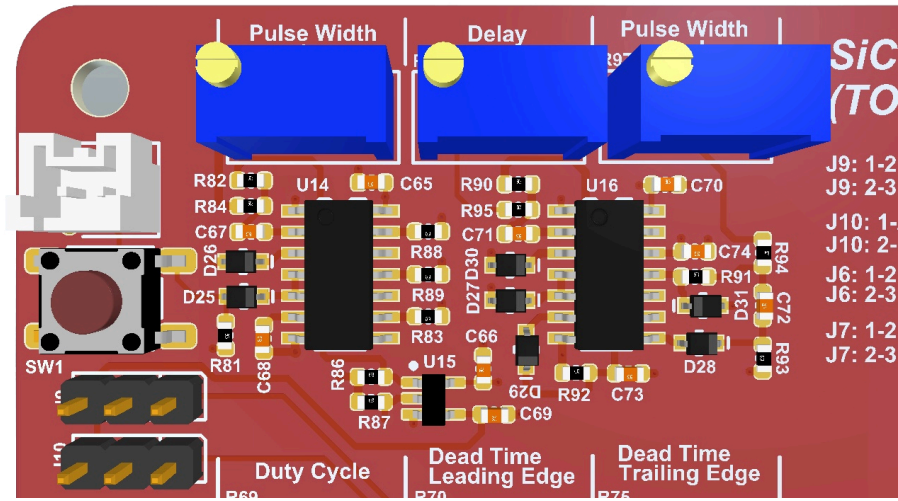 Pulse Width
Delay
Pulse Width
SiC
(TO
R82
U14
C65
R90
U16
C70
R84
R95
C67
C71
J9: 1-2
J9: 2-3
D26
R88
D30
C74
R94
J10: 1-
J10: 2-
D25
R89
D27
R91
D31
C72
J6: 1-2
J6: 2-3
R81
C68
R83
C66
D28
R93
J7: 1-2
J7: 2-3
SW1
R86
U15
D29
R92
C73
R87
C69
J10
Duty Cycle
Dead Time
Leading Edge
Dead Time
Trailing Edge
R69
R70
R75